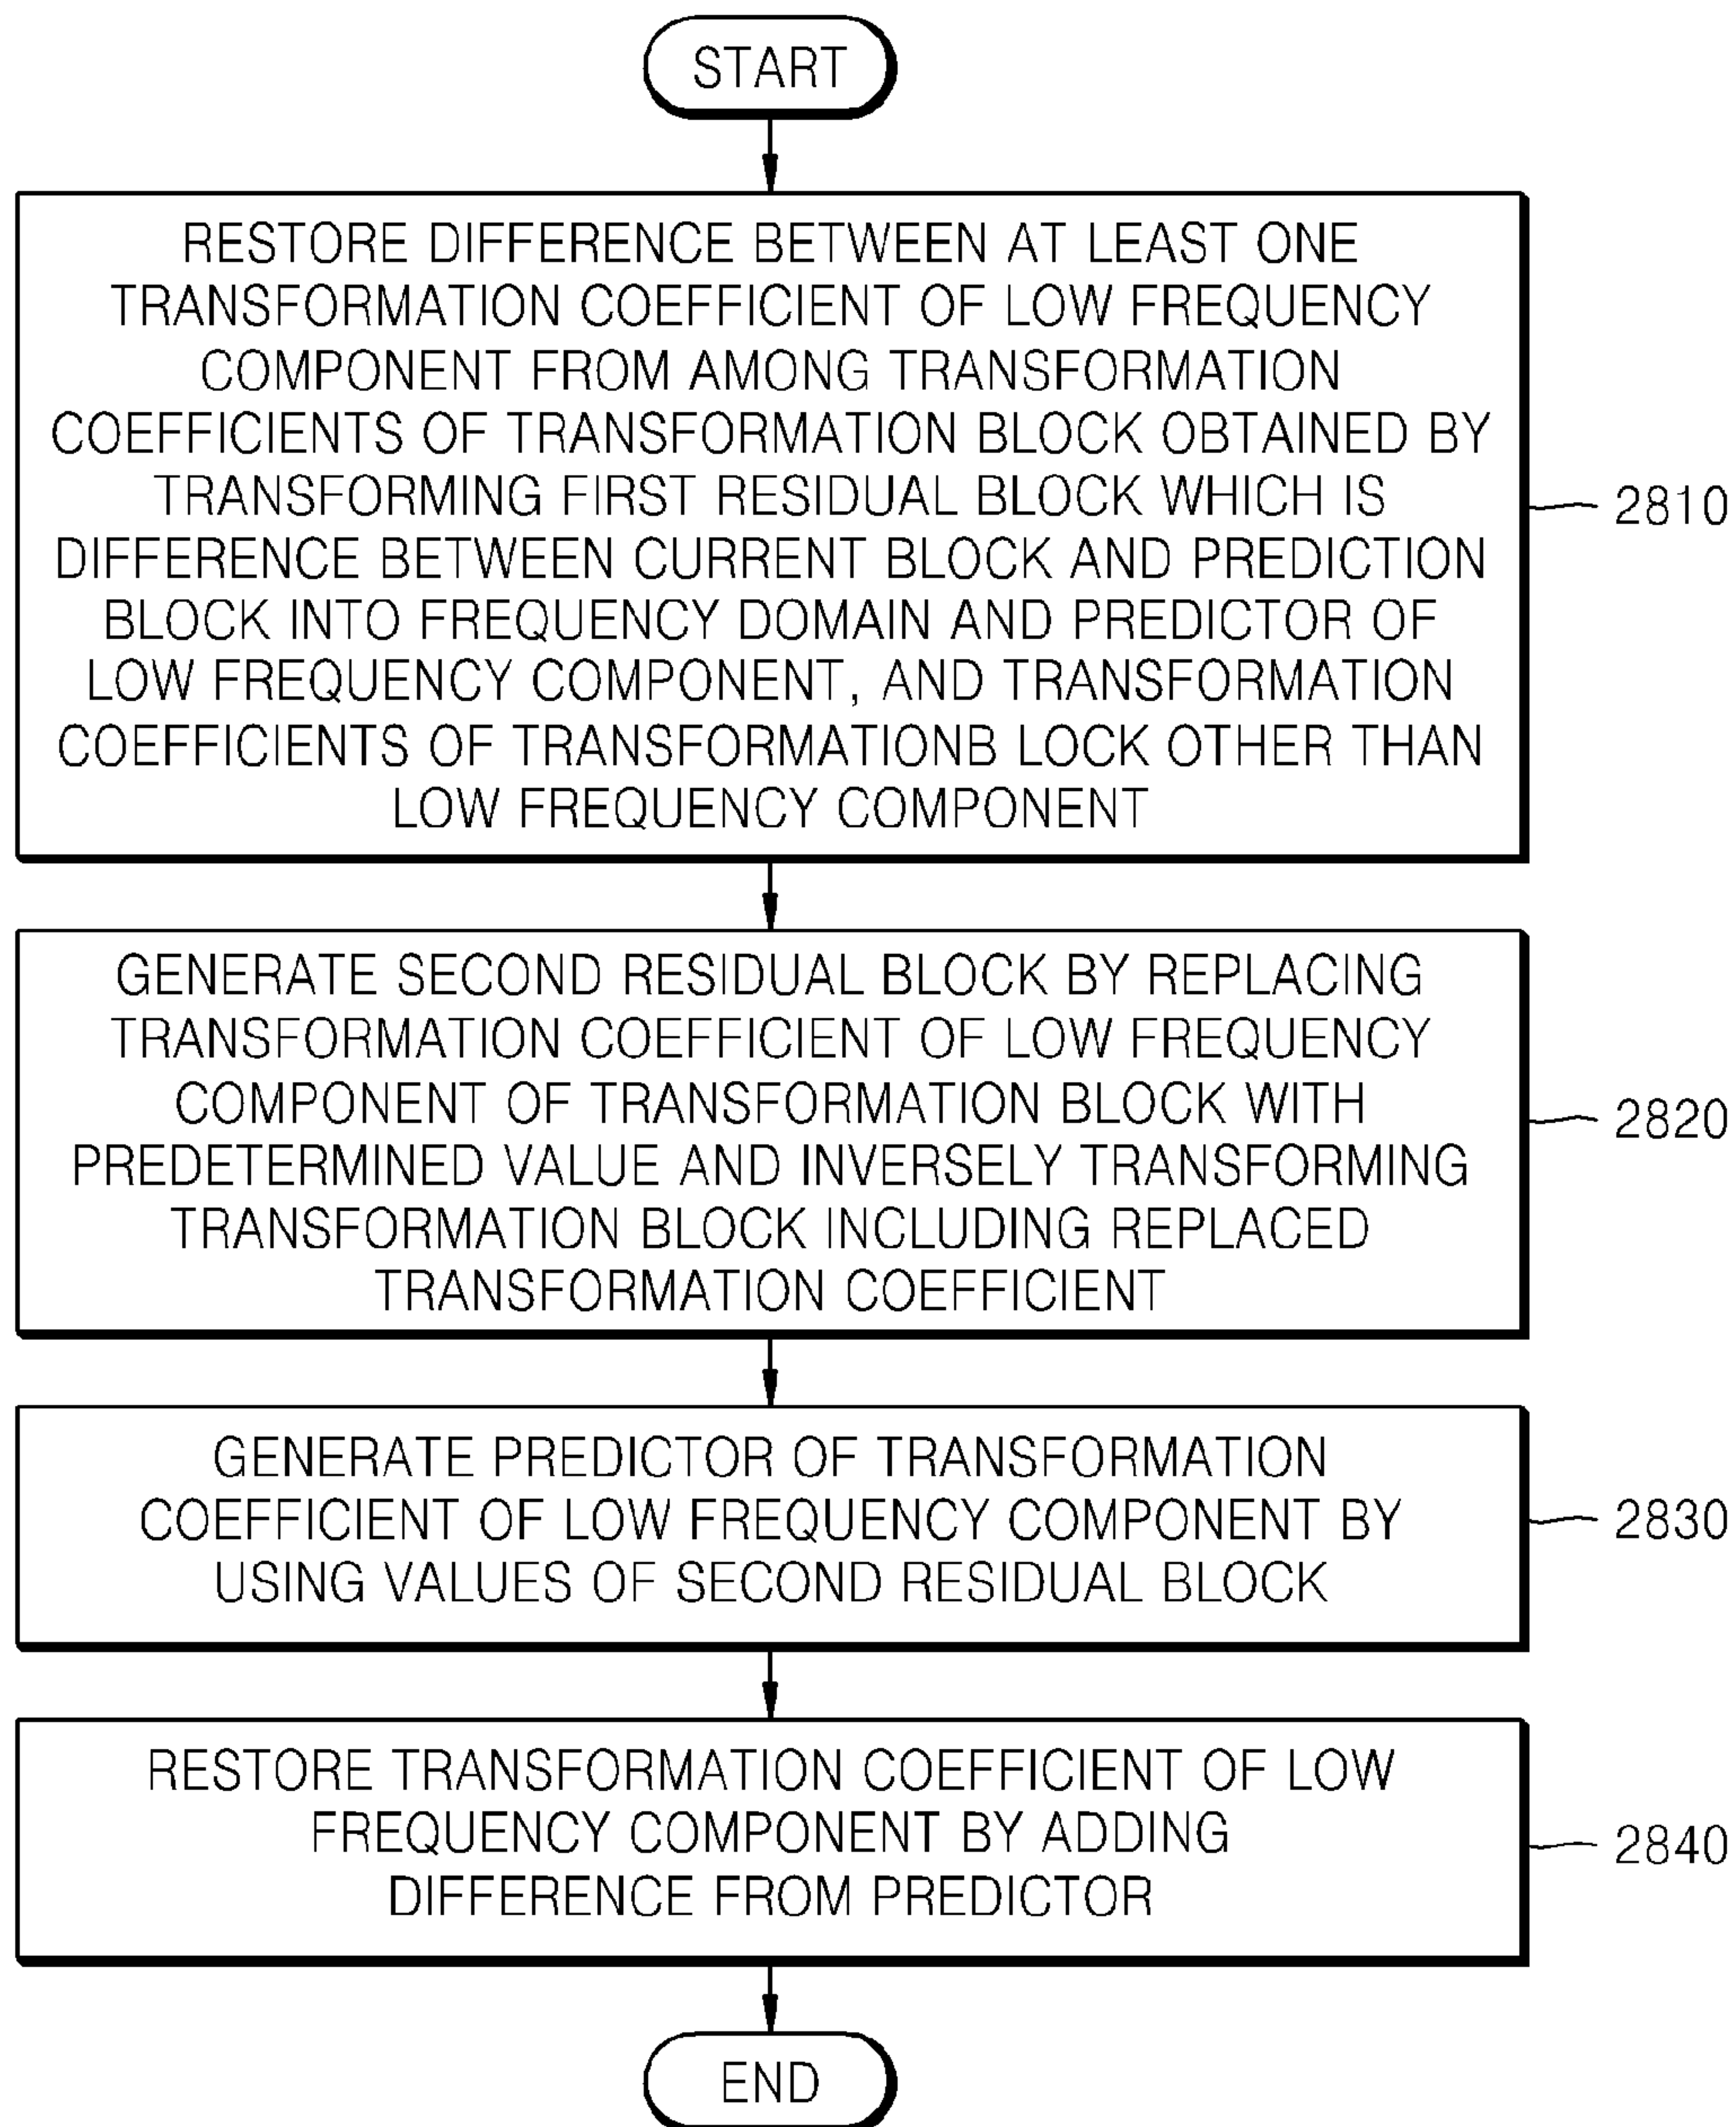 START
RESTORE DIFFERENCE BETWEEN AT LEAST ONE
TRANSFORMATION COEFFICIENT OF LOW FREQUENCY
COMPONENT FROM AMONG TRANSFORMATION
COEFFICIENTS OF TRANSFORMATION BLOCK OBTAINED BY
TRANSFORMING FIRST RESIDUAL BLOCK WHICH IS
DIFFERENCE BETWEEN CURRENT BLOCK AND PREDICTION
BLOCK INTO FREQUENCY DOMAIN AND PREDICTOR OF
LOW FREQUENCY COMPONENT, AND TRANSFORMATION
COEFFICIENTS OF TRANSFORMATIONB LOCK OTHER THAN
LOW FREQUENCY COMPONENT
2810
GENERATE SECOND RESIDUAL BLOCK BY REPLACING
TRANSFORMATION COEFFICIENT OF LOW FREQUENCY
COMPONENT OF TRANSFORMATION BLOCK WITH
PREDETERMINED VALUE AND INVERSELY TRANSFORMING
TRANSFORMATION BLOCK INCLUDING REPLACED
TRANSFORMATION COEFFICIENT
2820
GENERATE PREDICTOR OF TRANSFORMATION
COEFFICIENT OF LOW FREQUENCY COMPONENT BY
USING VALUES OF SECOND RESIDUAL BLOCK
2830
RESTORE TRANSFORMATION COEFFICIENT OF LOW
FREQUENCY COMPONENT BY ADDING
DIFFERENCE FROM PREDICTOR
2840
END